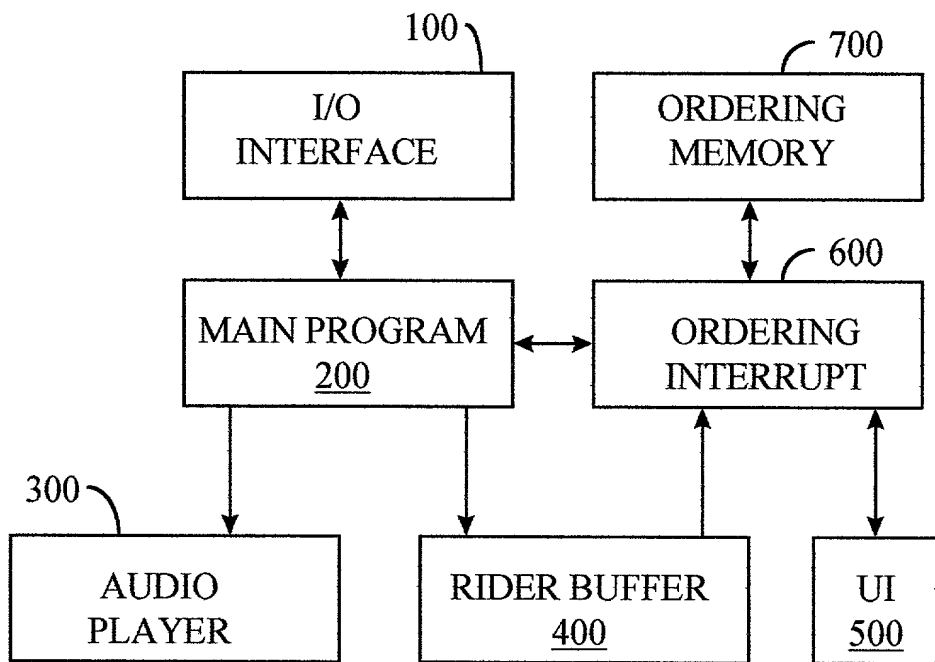 100
700
I/O
INTERFACE
ORDERING
MEMORY
600
MAIN PROGRAM
200
ORDERING
INTERRUPT
300
AUDIO
PLAYER
RIDER BUFFER
400
UI
500